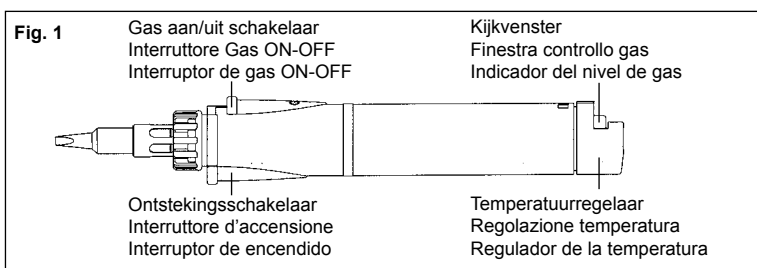 Fig. 1
Gas aan/uit schakelaar
Interruttore Gas ON-OFF
Interruptor de gas ON-OFF
Kijkvenster
Finestra controllo gas
Indicador del nivel de gas
Ontstekingsschakelaar
Interruttore d’accensione
Interruptor de encendido
Temperatuurregelaar
Regolazione temperatura
Regulador de la temperatura